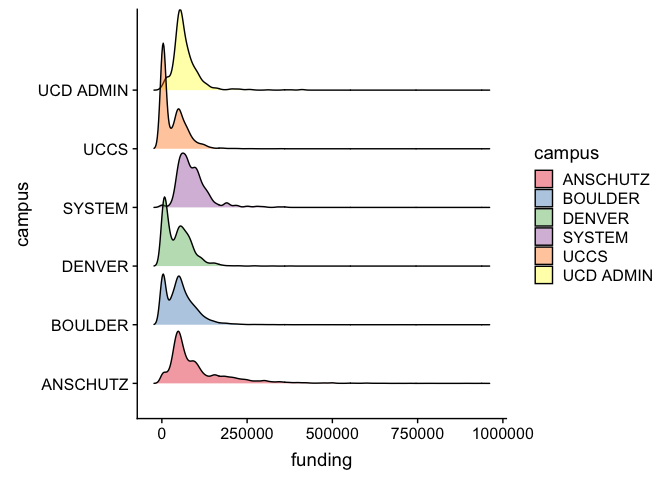 UCD ADMIN
UCCS
SYSTEM
DENVER
BOULDER
ANSCHUTZ
campus
0 250000 500000 750000 1000000
funding
campus
ANSCHUTZ
BOULDER
DENVER
SYSTEM
UCCS
UCD ADMIN